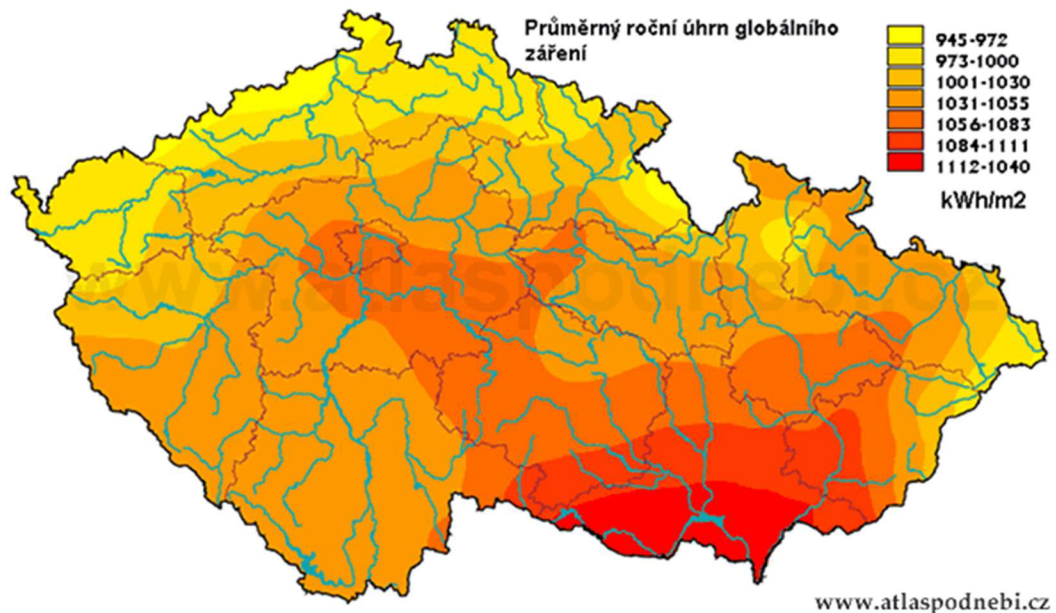 Průměrný roční úhrn globálního
záření
945-972
973-1000
1001-1030
1031-1055
1056-1083
1084-1111
1112-1040
kWh/m2
www.atlaspodnebi.cz
www.atlaspodnebi.cz